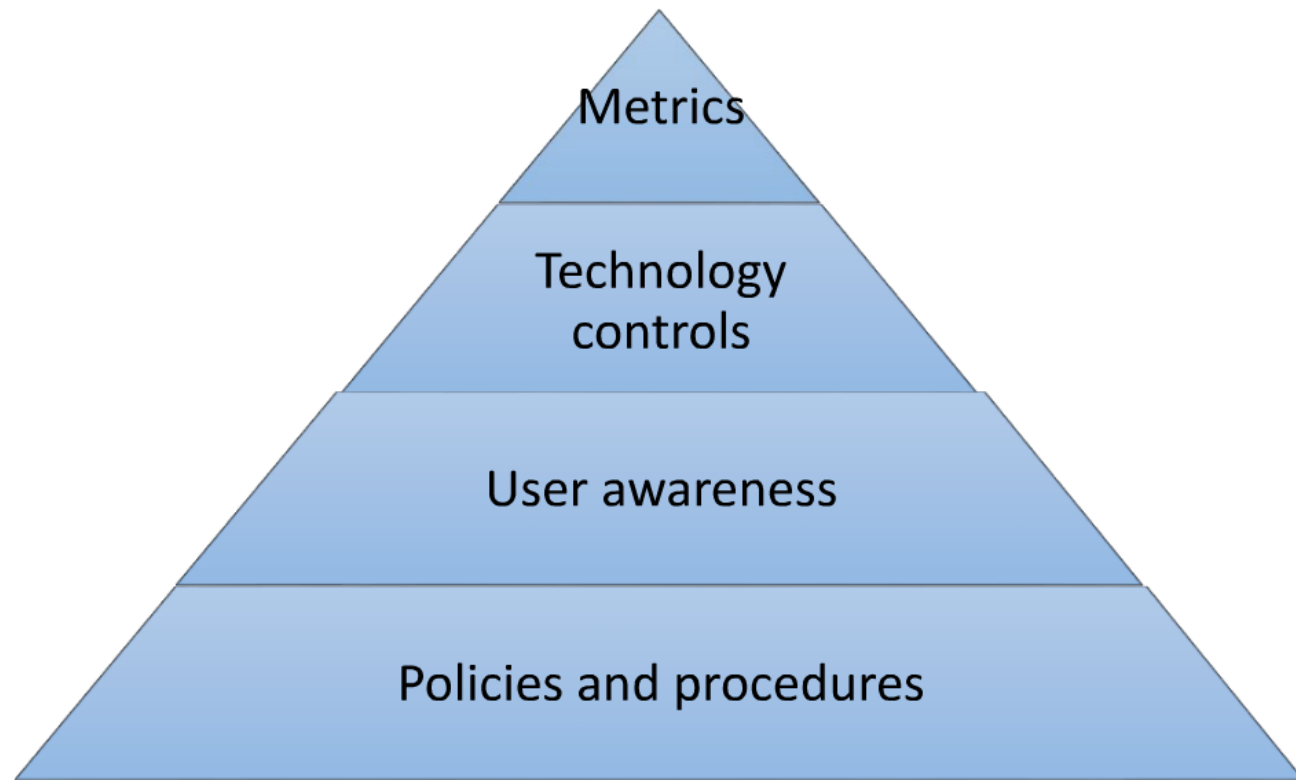 Metrics
Technology
controls
User awareness
Policies and procedures